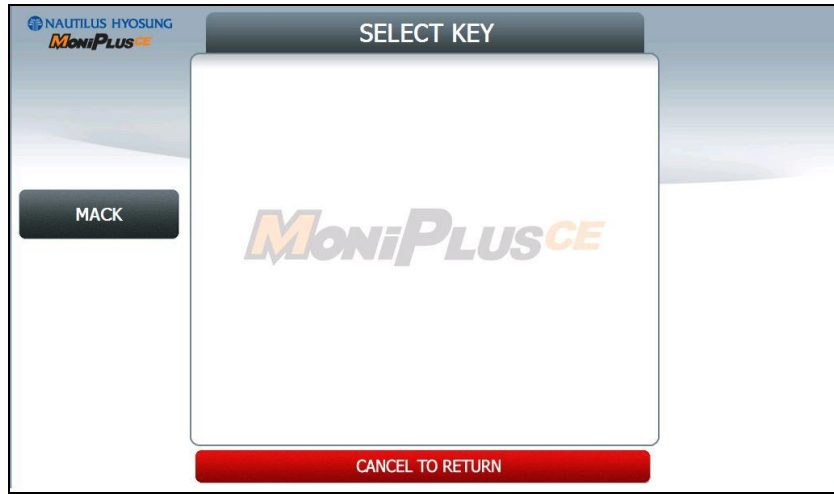 NAUTILUS HYOSUNG
MONiPLUSCE
SELECT KEY
MACK
MONiPLUSCE
CANCEL TO RETURN